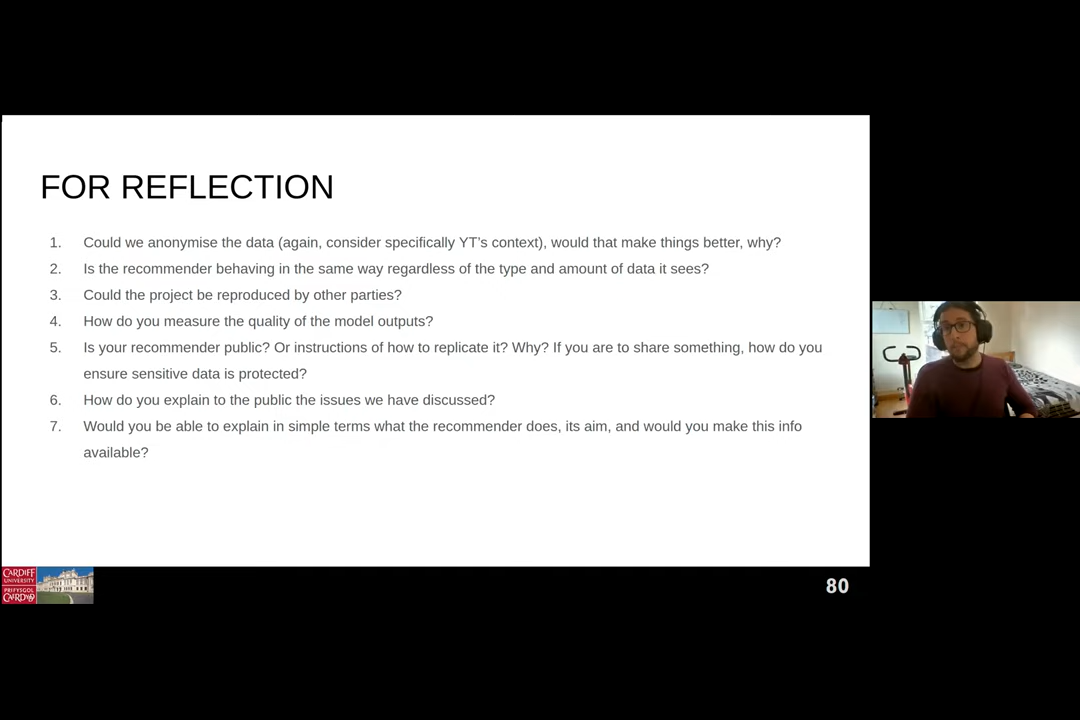 FOR REFLECTION
1. Could we anonymise the data (again, consider specifically YT's context), would that make things better, why?
2. Is the recommender behaving in the same way regardless of the type and amount of data it sees?
3. Could the project be reproduced by other parties?
4. How do you measure the quality of the model outputs?
5. Is your recommender public? Or instructions of how to replicate it? Why? If you are to share something, how do you
ensure sensitive data is protected?
6. How do you explain to the public the issues we have discussed?
7. Would you be able to explain in simple terms what the recommender does, its aim, and would you make this info
available?
CARDIFF
UNIVERSITY
PRIFYSGOL
CAERDYDD
80